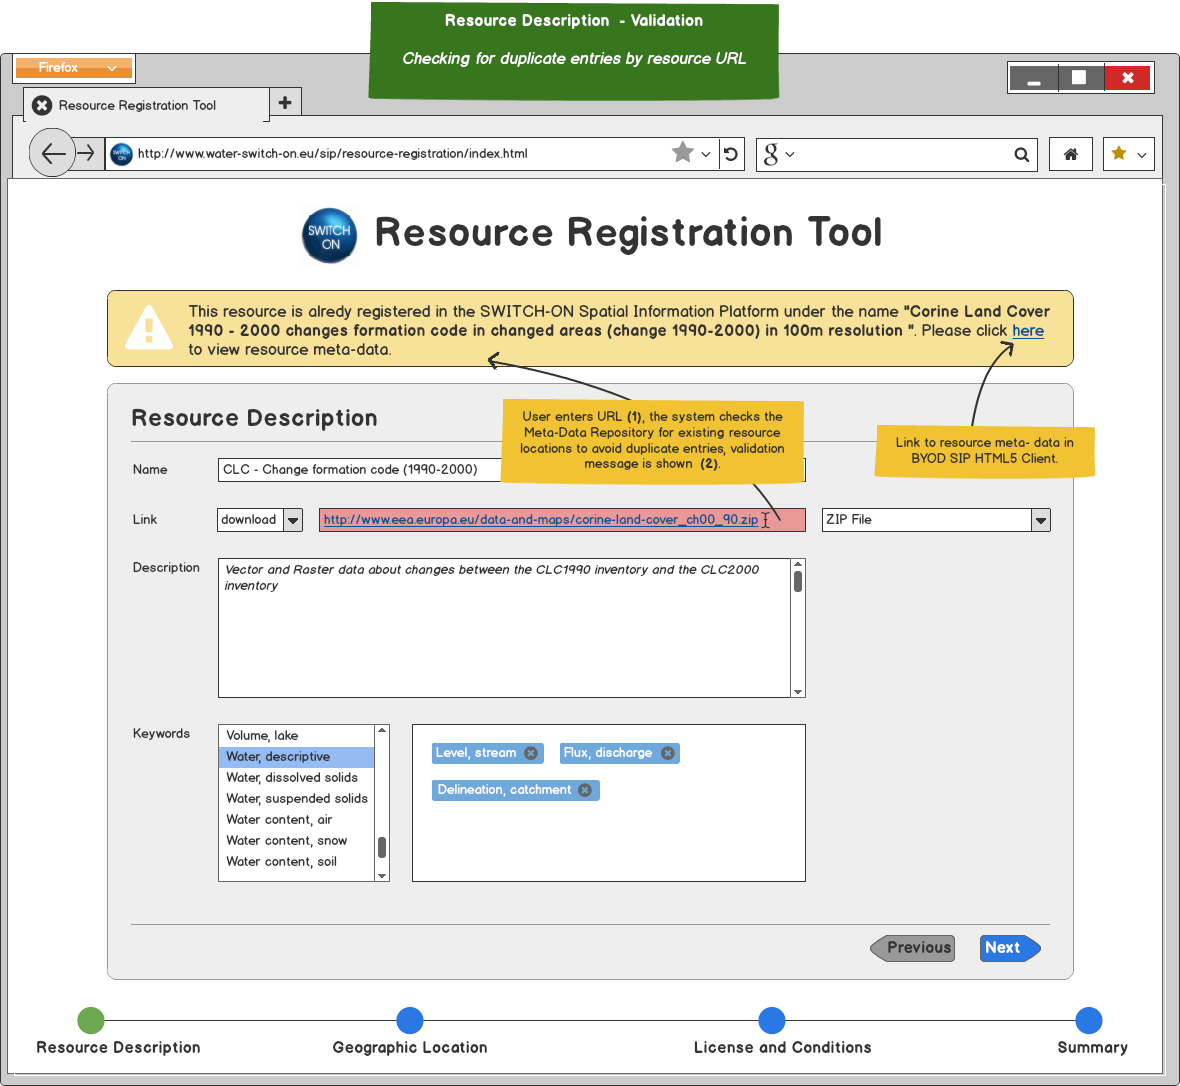 Resource Description - Validation
Checking for duplicate entries by resource URL
Firefox
Resource Registration Tool
SWITCH
ON
http://www.water-switch-on.eu/sip/resource-registration/index.html
g
SWITCH
ON
Resource Registration Tool
This resource is alredy registered in the SWITCH-ON Spatial Information Platform under the name "Corine Land Cover
1990 - 2000 changes formation code in changed areas (change 1990-2000) in 100m resolution ". Please click here
to view resource meta-data.
Resource Description
User enters URL (1), the system checks the
Meta-Data Repository for existing resource
locations to avoid duplicate entries, validation
message is shown (2).
Link to resource meta- data in
BYOD SIP HTML5 Client.
Name
CLC - Change formation code (1990-2000)
Link
download
http://www.eea.europa.eu/data-and-maps/corine-land-cover_ch00_90.zip
ZIP File
Description
Vector and Raster data about changes between the CLC1990 inventory and the CLC2000
inventory
Keywords
Volume, lake
Water, descriptive
Water, dissolved solids
Water, suspended solids
Water content, air
Water content, snow
Water content, soil
Level, stream
Flux, discharge
Delineation, catchment
Previous
Next
Resource Description
Geographic Location
License and Conditions
Summary